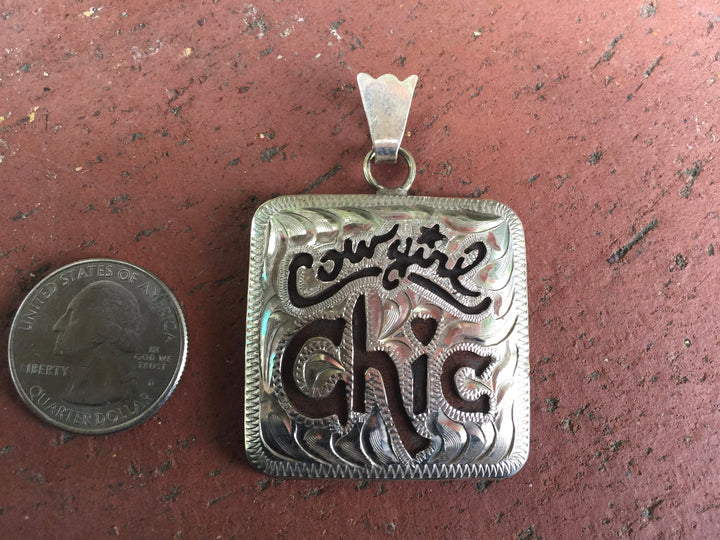 Cowgirl
Chic
UNITED STATES OF AMERICA
LIBERTY
IN
GOD WE
TRUST
QUARTER DOLLAR